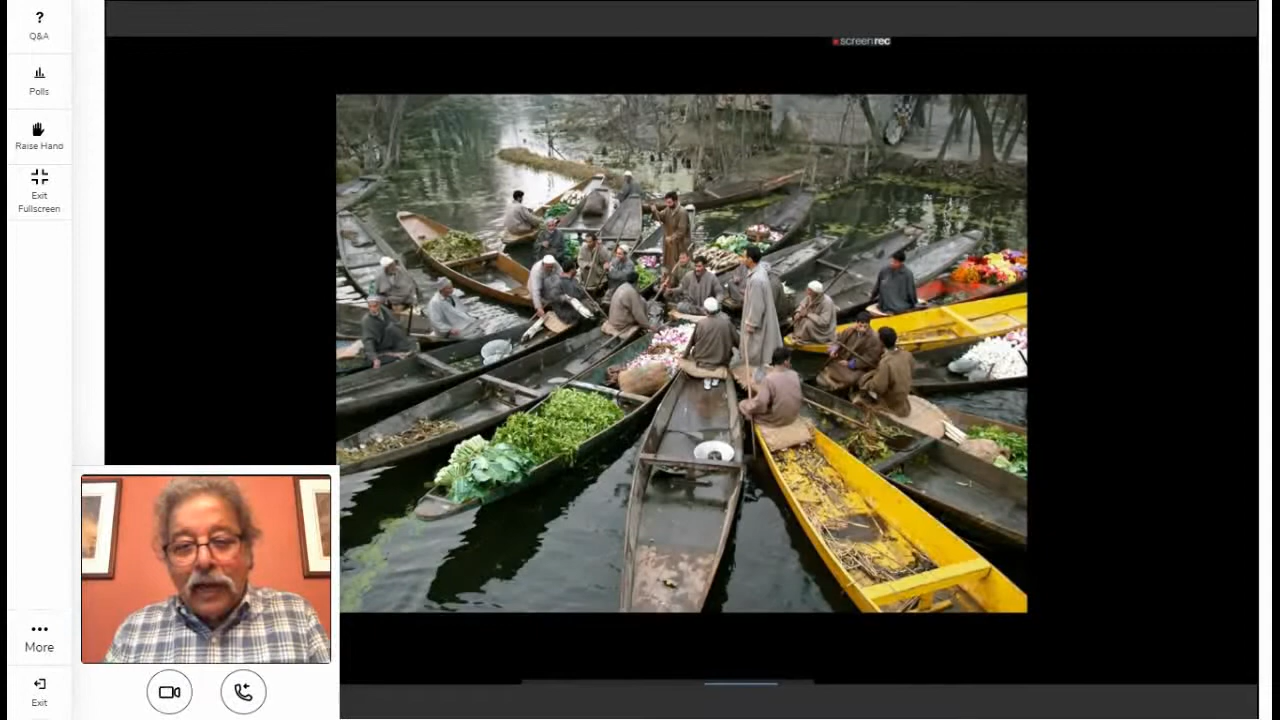 ?
Q&A
Polls
Raise Hand
Exit
Fullscreen
More
Exit
screenrec